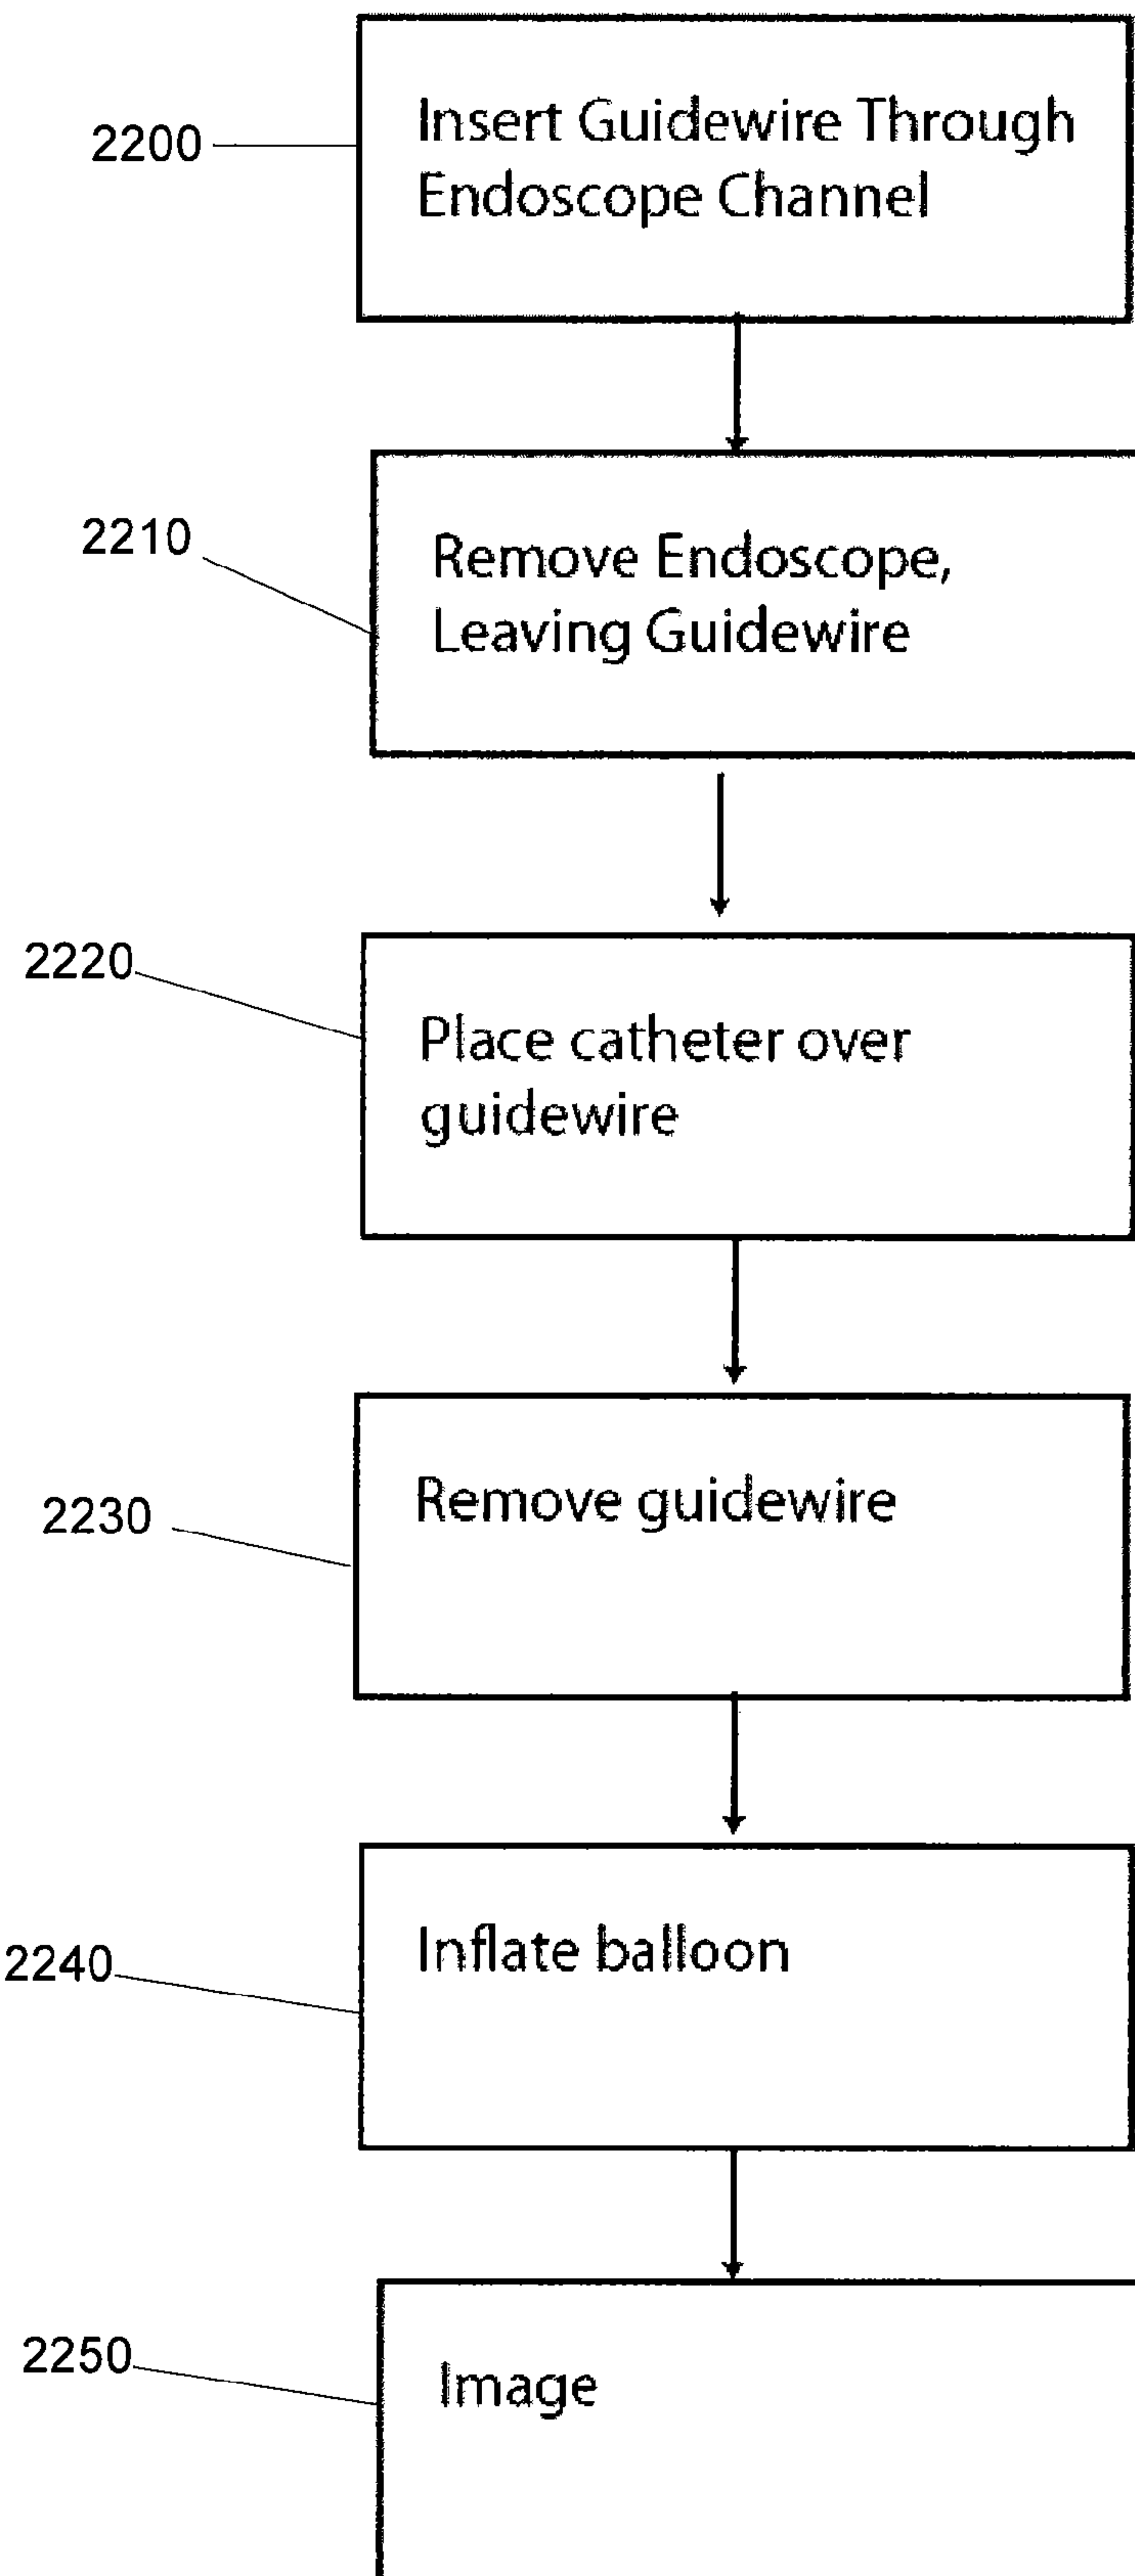 2200
Insert Guidewire Through
Endoscope Channel
2210
Remove Endoscope,
Leaving Guidewire
2220
Place catheter over
guidewire
2230
Remove guidewire
2240
Inflate balloon
2250
Image